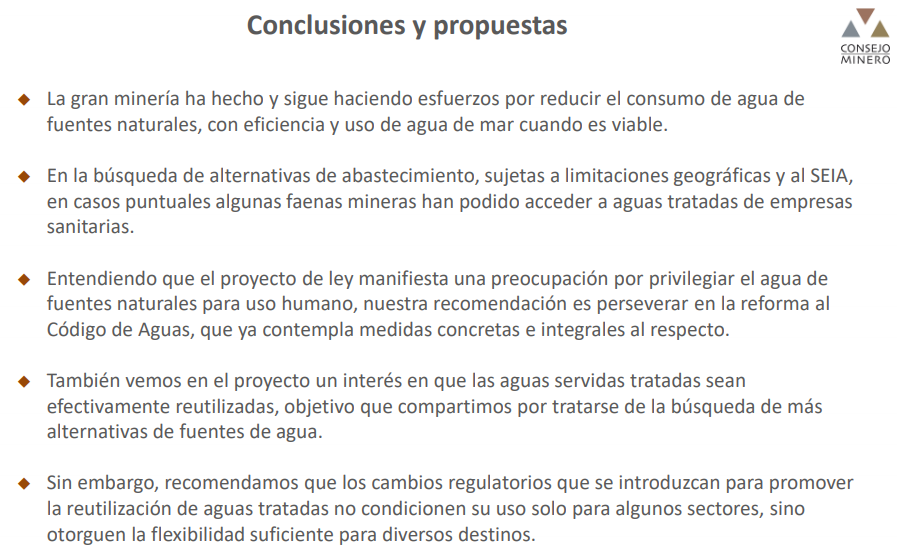 Conclusiones y propuestas
CONSEJO
MINERO
◆ La gran minería ha hecho y sigue haciendo esfuerzos por reducir el consumo de agua de
fuentes naturales, con eficiencia y uso de agua de mar cuando es viable.
◆ En la búsqueda de alternativas de abastecimiento, sujetas a limitaciones geográficas y al SEIA,
en casos puntuales algunas faenas mineras han podido acceder a aguas tratadas de empresas
sanitarias.
◆ Entendiendo que el proyecto de ley manifiesta una preocupación por privilegiar el agua de
fuentes naturales para uso humano, nuestra recomendación es perseverar en la reforma al
Código de Aguas, que ya contempla medidas concretas e integrales al respecto.
◆ También vemos en el proyecto un interés en que las aguas servidas tratadas sean
efectivamente reutilizadas, objetivo que compartimos por tratarse de la búsqueda de más
alternativas de fuentes de agua.
◆ Sin embargo, recomendamos que los cambios regulatorios que se introduzcan para promover
la reutilización de aguas tratadas no condicionen su uso solo para algunos sectores, sino
otorguen la flexibilidad suficiente para diversos destinos.